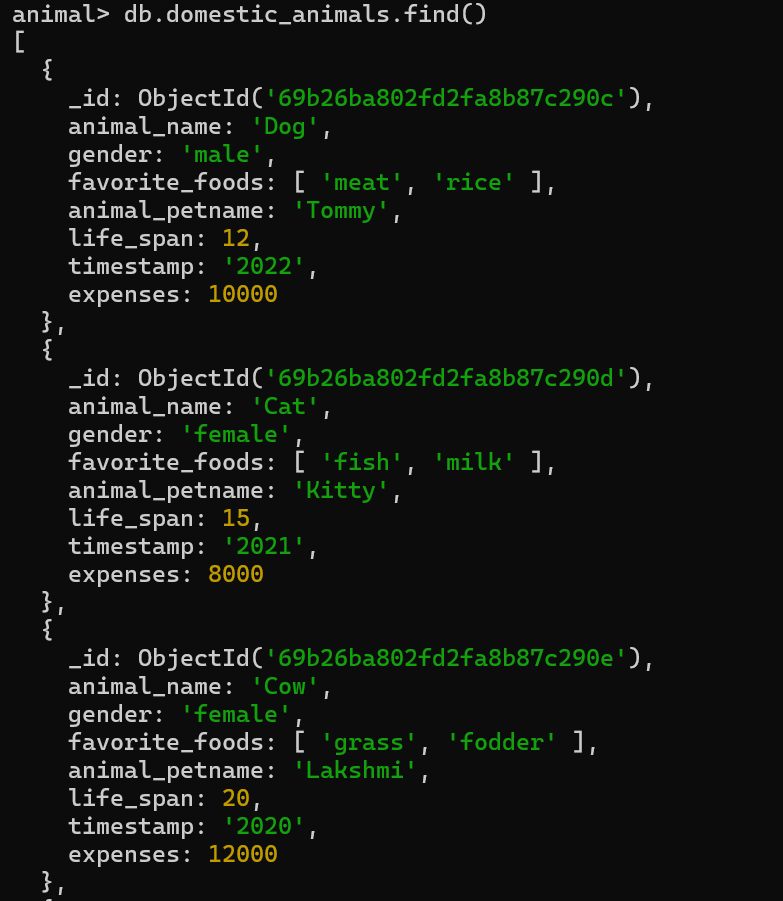 animal> db.domestic_animals.find()
[
  {
    _id: ObjectId('69b26ba802fd2fa8b87c290c'),
    animal_name: 'Dog',
    gender: 'male',
    favorite_foods: [ 'meat', 'rice' ],
    animal_petname: 'Tommy',
    life_span: 12,
    timestamp: '2022',
    expenses: 10000
  },
  {
    _id: ObjectId('69b26ba802fd2fa8b87c290d'),
    animal_name: 'Cat',
    gender: 'female',
    favorite_foods: [ 'fish', 'milk' ],
    animal_petname: 'Kitty',
    life_span: 15,
    timestamp: '2021',
    expenses: 8000
  },
  {
    _id: ObjectId('69b26ba802fd2fa8b87c290e'),
    animal_name: 'Cow',
    gender: 'female',
    favorite_foods: [ 'grass', 'fodder' ],
    animal_petname: 'Lakshmi',
    life_span: 20,
    timestamp: '2020',
    expenses: 12000
  },
  {